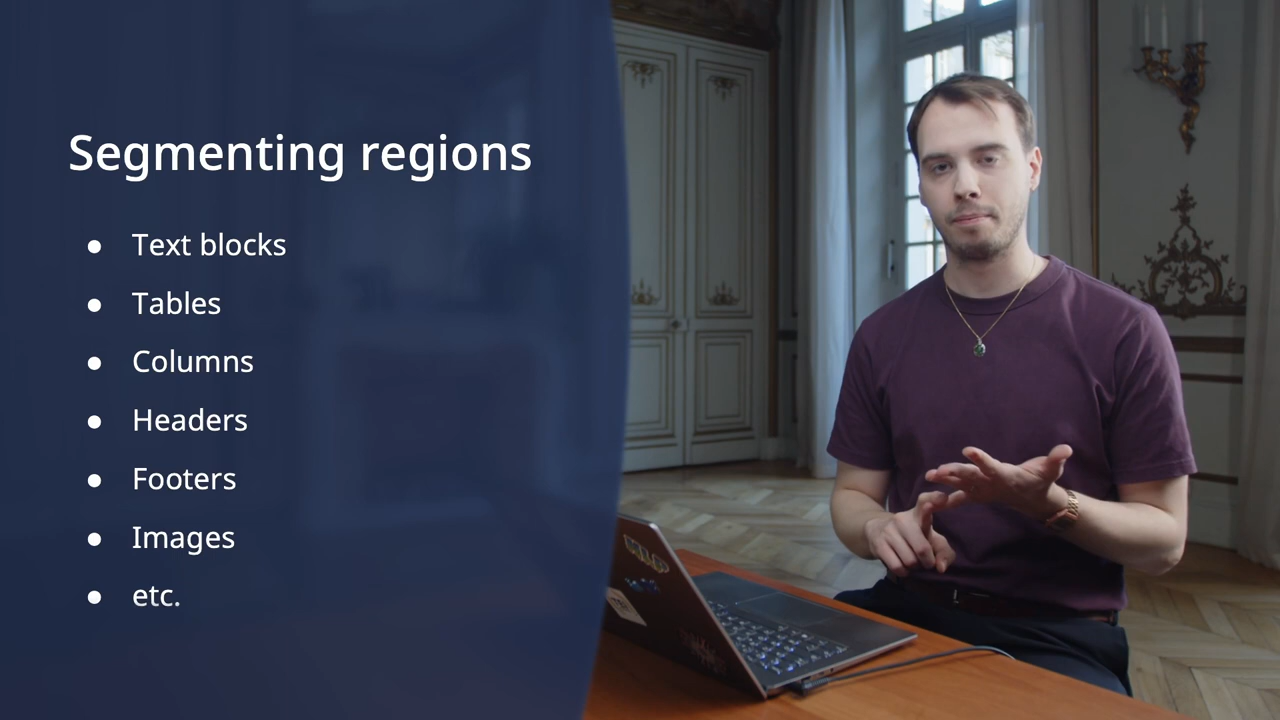 Segmenting regions
● Text blocks
● Tables
● Columns
● Headers
● Footers
● Images
● etc.